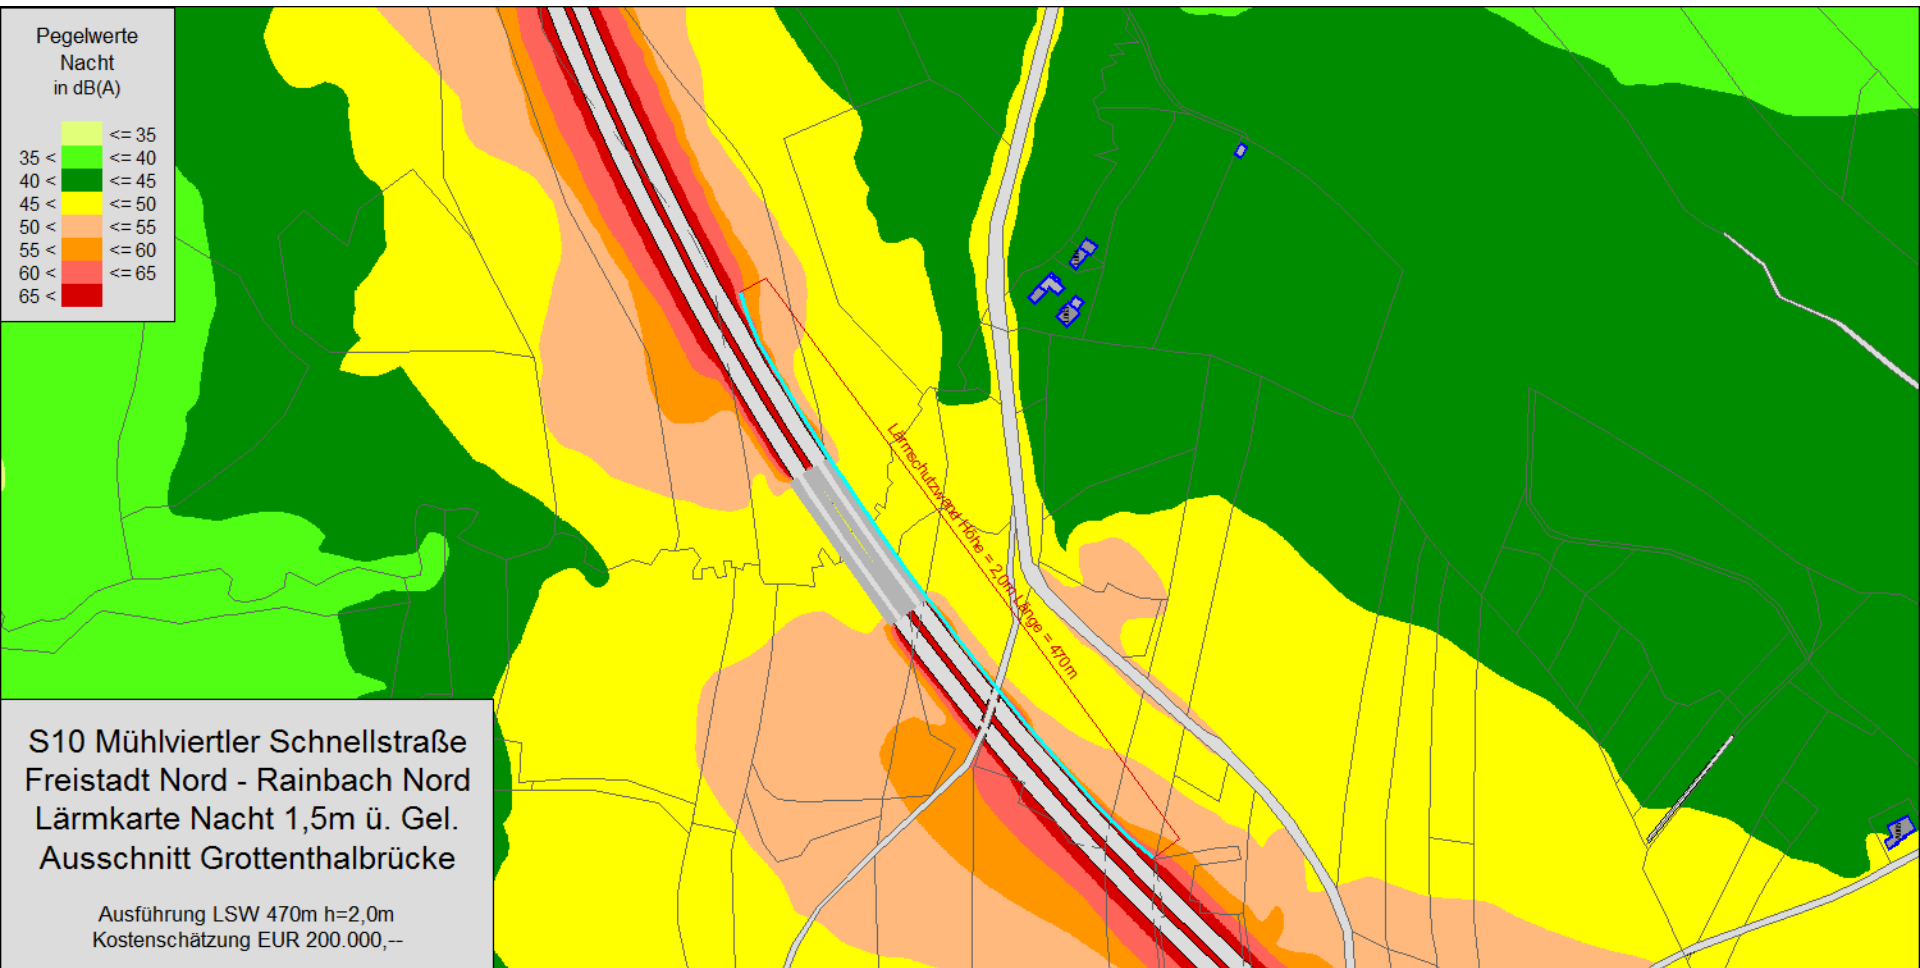 Pegelwerte
Nacht
in dB(A)
<= 35
35 < <= 40
40 < <= 45
45 < <= 50
50 < <= 55
55 < <= 60
60 < <= 65
65 <
Lärmschutzwand Höhe = 2,0m Länge = 470m
S10 Mühlviertler Schnellstraße
Freistadt Nord - Rainbach Nord
Lärmkarte Nacht 1,5m ü. Gel.
Ausschnitt Grottenthalbrücke
Ausführung LSW 470m h=2,0m
Kostenschätzung EUR 200.000,--